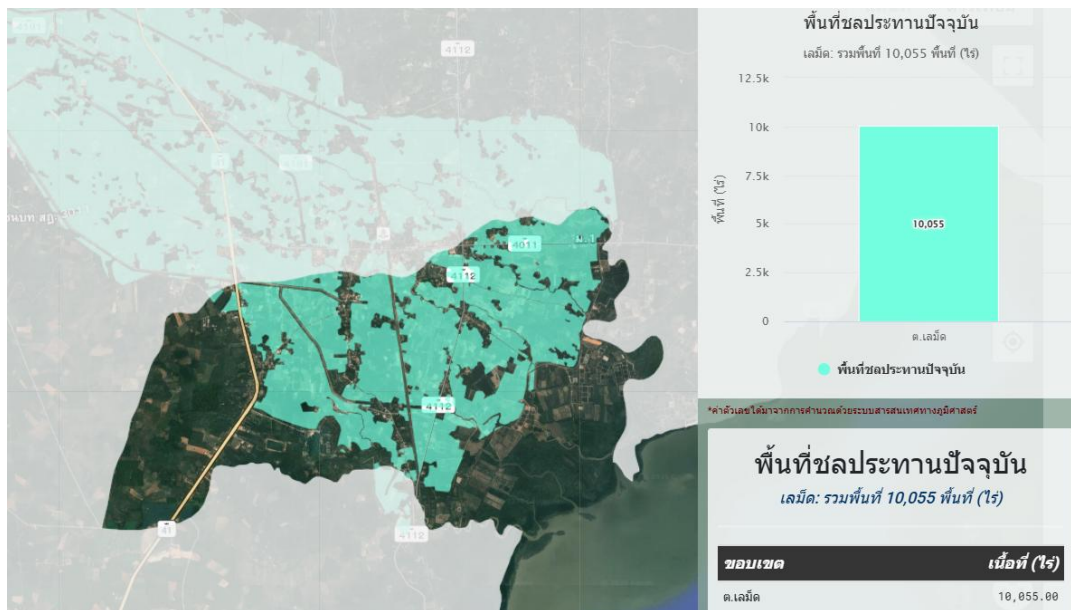 4112
4011
ม.1
4112
4112
4112
41
พื้นที่ชลประทานปัจจุบัน
เลม็ด: รวมพื้นที่ 10,055 พื้นที่ (ไร่)
พื้นที่ (ไร่)
12.5k
10k
7.5k
5k
2.5k
0
10,055
ต.เลม็ด
พื้นที่ชลประทานปัจจุบัน
*ค่าตัวเลขได้มาจากการคำนวณด้วยระบบสารสนเทศทางภูมิศาสตร์
พื้นที่ชลประทานปัจจุบัน
เลม็ด: รวมพื้นที่ 10,055 พื้นที่ (ไร่)
ขอบเขต เนื้อที่ (ไร่)
ต.เลม็ด 10,055.00